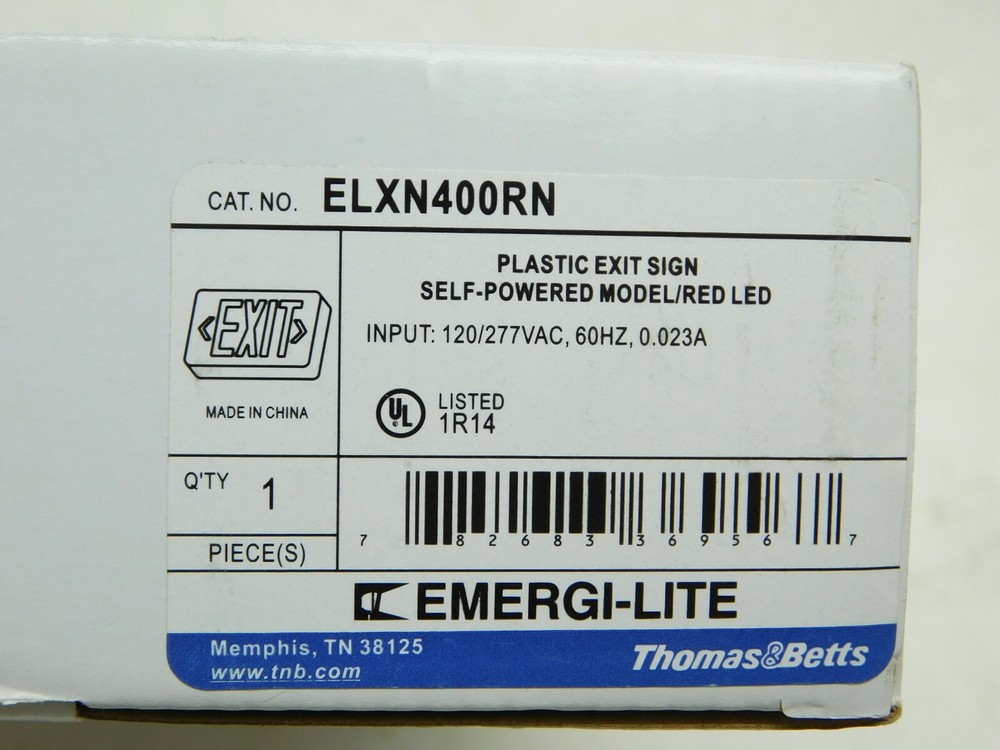 CAT. NO. ELXN400RN
PLASTIC EXIT SIGN
SELF-POWERED MODEL/RED LED
INPUT: 120/277VAC, 60HZ, 0.023A
<EXIT>
MADE IN CHINA
UL LISTED
1R14
Q'TY 1
PIECE(S)
7 82683 36956 7
EMERGI-LITE
Memphis, TN 38125
www.tnb.com
Thomas&Betts